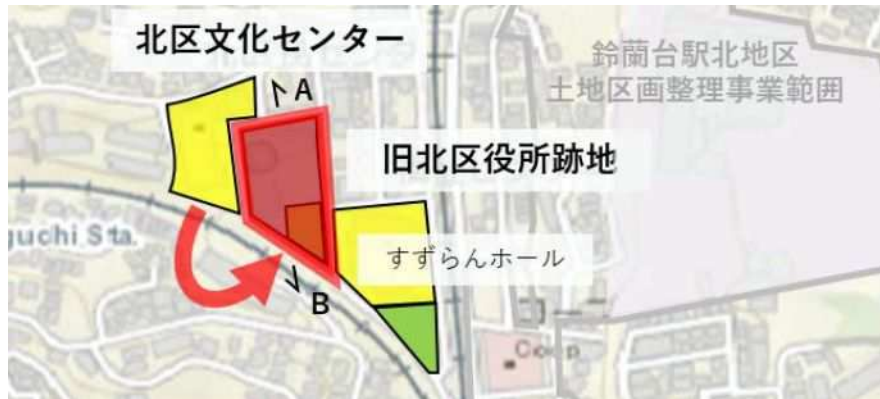 北区文化センター
A
鈴蘭台駅北地区
土地区画整理事業範囲
旧北区役所跡地
guchi Sta.
すずらんホール
B
Coop